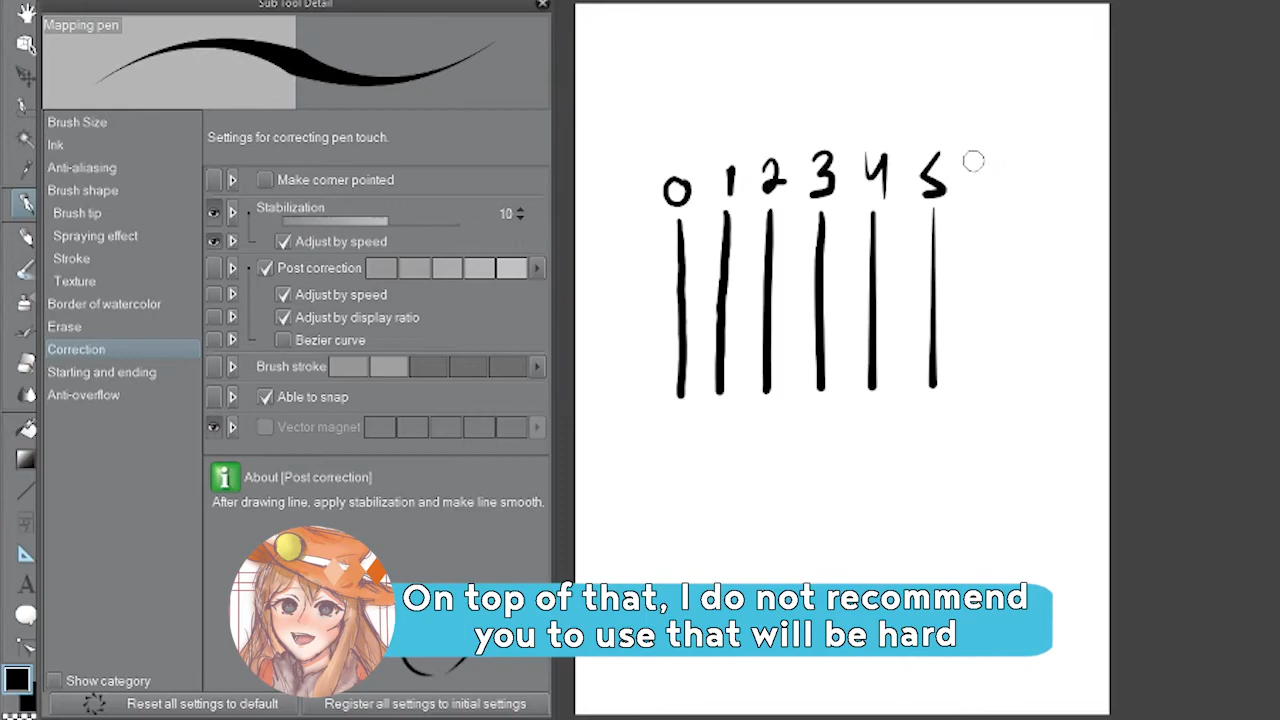 Sub Tool Detail
Mapping pen
Brush Size
Ink
Anti-aliasing
Brush shape
Brush tip
Spraying effect
Stroke
Texture
Border of watercolor
Erase
Correction
Starting and ending
Anti-overflow
Show category
Settings for correcting pen touch.
Make corner pointed
Stabilization 10
Adjust by speed
Post correction
Adjust by speed
Adjust by display ratio
Bezier curve
Brush stroke
Able to snap
Vector magnet
About [Post correction]
After drawing line, apply stabilization and make line smooth.
Reset all settings to default
Register all settings to initial settings
0 1 2 3 4 5
On top of that, I do not recommend
you to use that will be hard